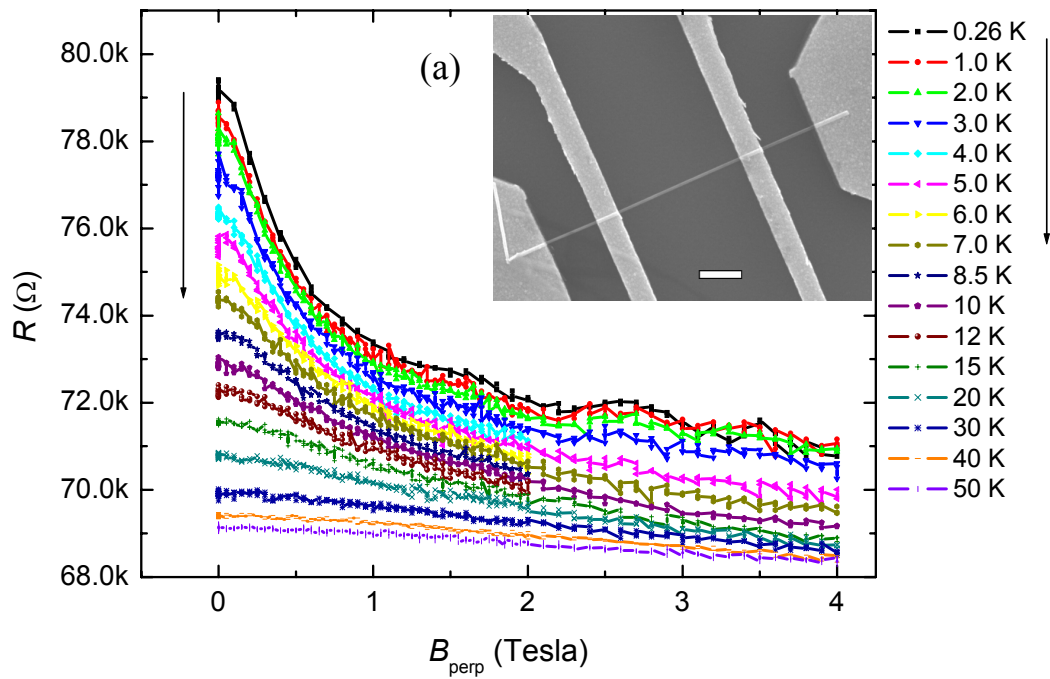 (a)
80.0k
78.0k
76.0k
74.0k
72.0k
70.0k
68.0k
R (Ω)
0
1
2
3
4
B perp (Tesla)
0.26 K
1.0 K
2.0 K
3.0 K
4.0 K
5.0 K
6.0 K
7.0 K
8.5 K
10 K
12 K
15 K
20 K
30 K
40 K
50 K